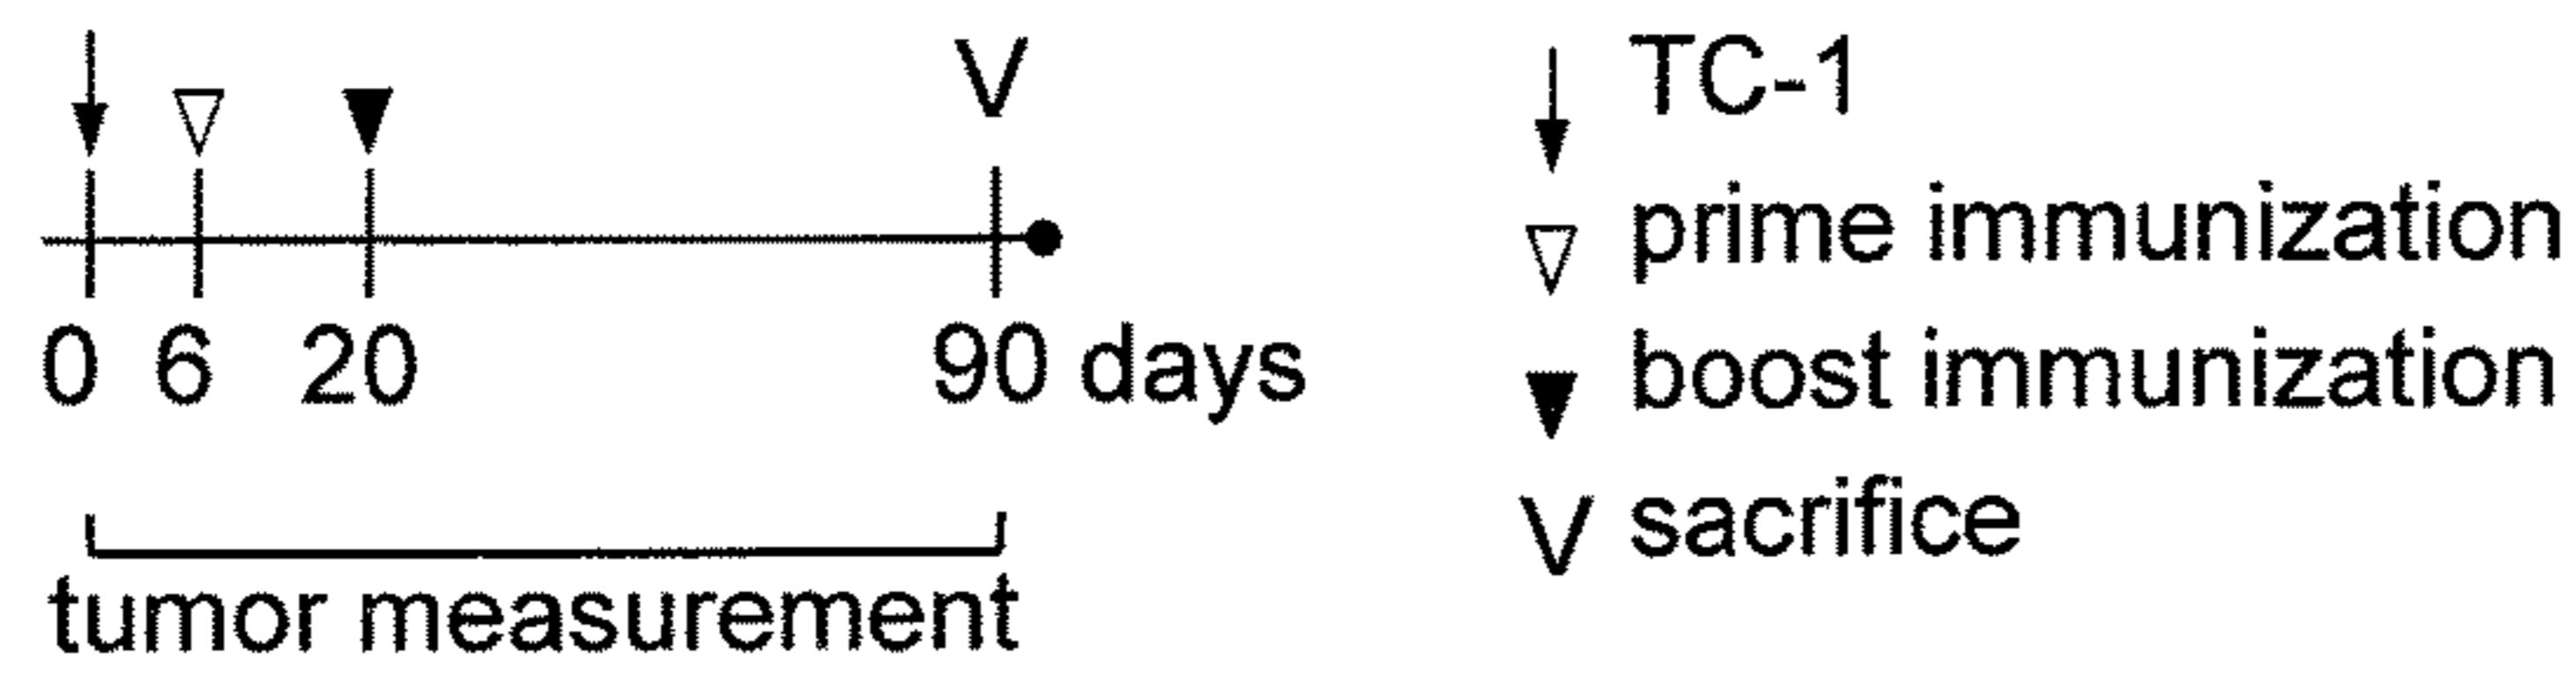 V
0 6 20 90 days
tumor measurement
TC-1
prime immunization
boost immunization
V sacrifice